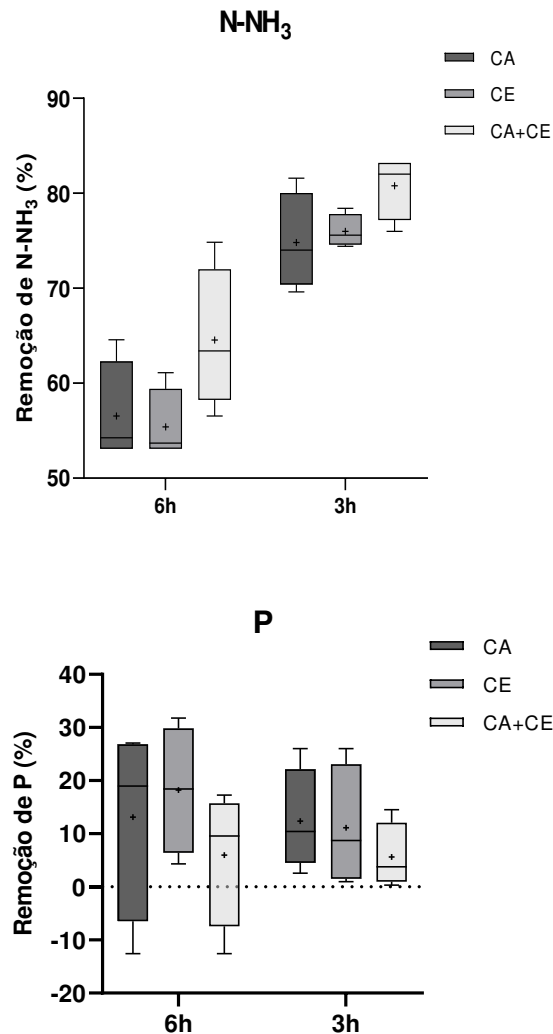 N-NH₃
CA
CE
CA+CE
Remoção de N-NH₃ (%)
90
80
70
60
50
6h
3h
P
CA
CE
CA+CE
Remoção de P (%)
40
30
20
10
0
-10
-20
6h
3h